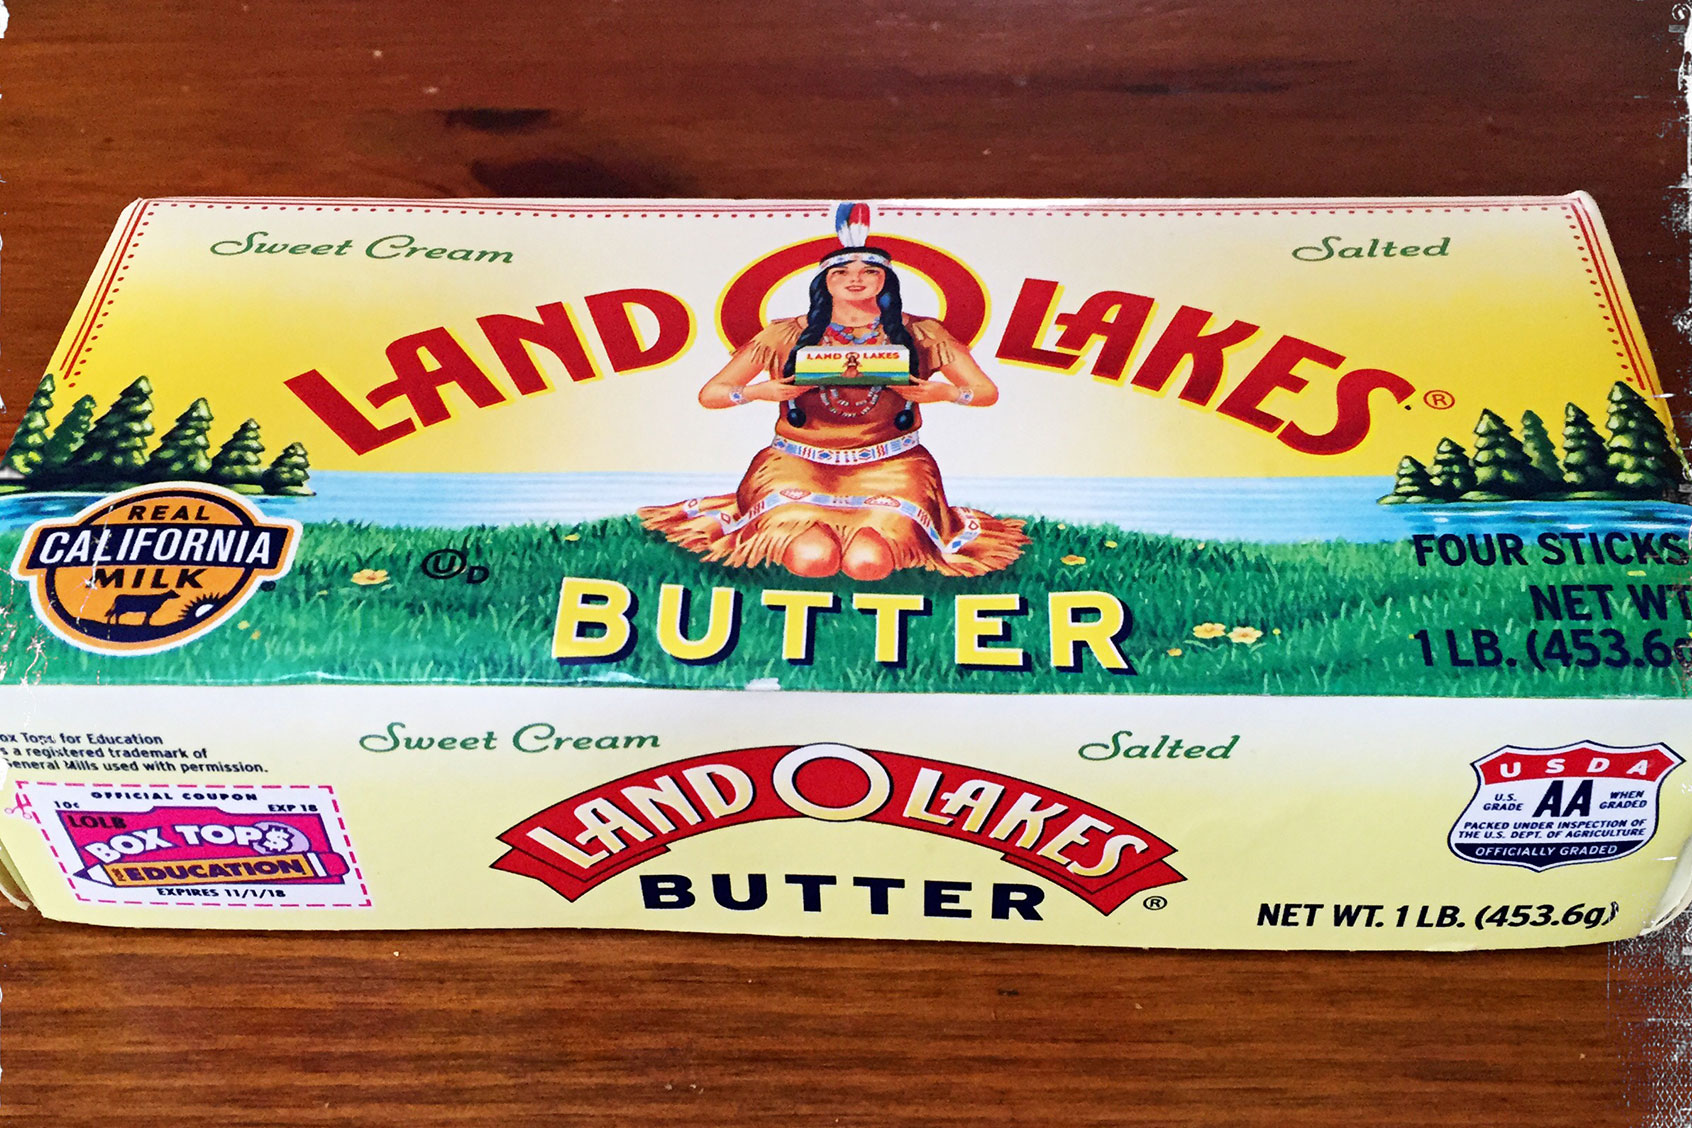 Sweet Cream
Salted
LAND O LAKES®
LAND O LAKES
REAL
CALIFORNIA
MILK
UD
BUTTER
FOUR STICKS
NET WT
1 LB. (453.6g
ox Tops for Education
s a registered trademark of
General Mills used with permission.
Sweet Cream
Salted
OFFICIAL COUPON
10¢ EXP 18
LOLB
BOX TOPS
FOR EDUCATION
EXPIRES 11/1/18
LAND O LAKES
BUTTER ®
USDA
U.S. GRADE AA WHEN GRADED
PACKED UNDER INSPECTION OF
THE U.S. DEPT. OF AGRICULTURE
OFFICIALLY GRADED
NET WT. 1 LB. (453.6g)